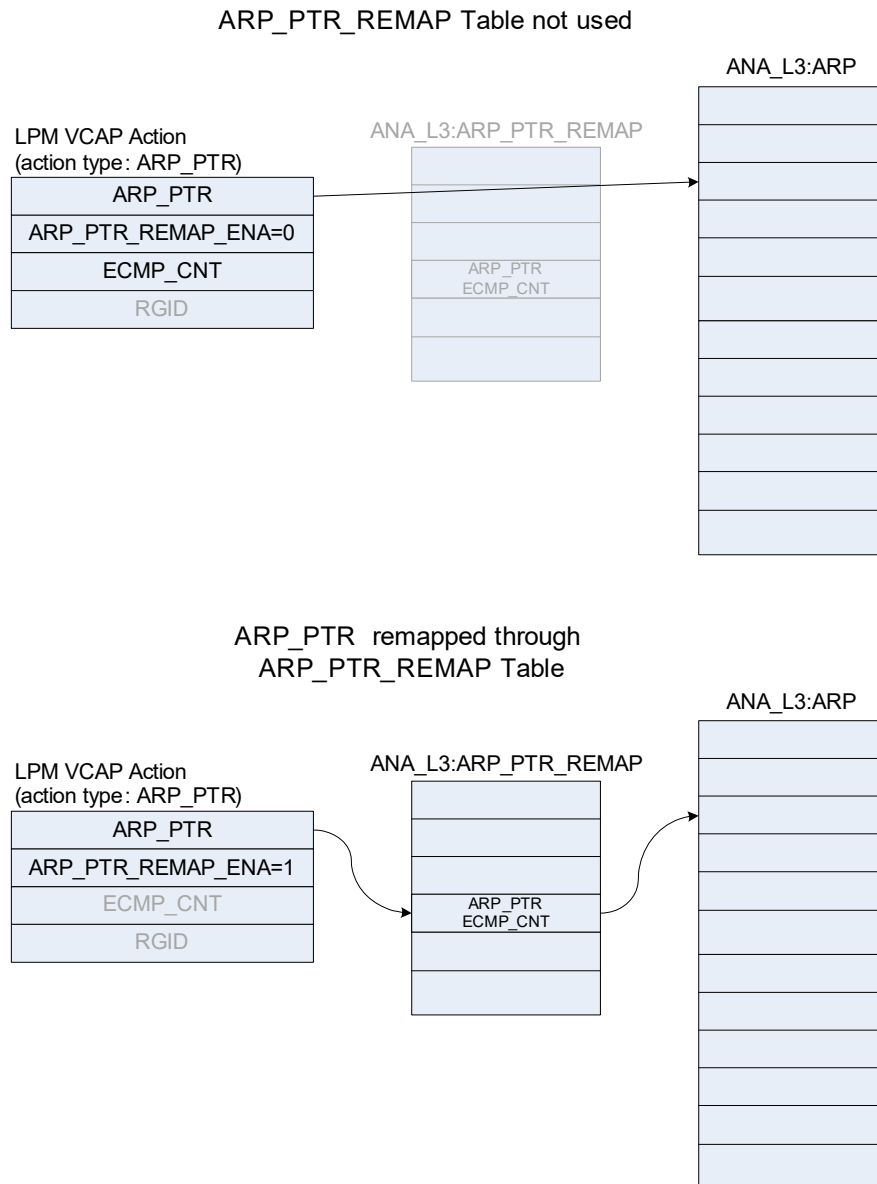 ARP_PTR_REMAP Table not used
ANA_L3:ARP
ANA_L3:ARP_PTR_REMAP
LPM VCAP Action
(action type: ARP_PTR)
ARP_PTR
ARP_PTR_REMAP_ENA=0
ECMP_CNT
RGID
ARP_PTR
ECMP_CNT
ARP_PTR remapped through
ARP_PTR_REMAP Table
ANA_L3:ARP
ANA_L3:ARP_PTR_REMAP
LPM VCAP Action
(action type: ARP_PTR)
ARP_PTR
ARP_PTR_REMAP_ENA=1
ECMP_CNT
RGID
ARP_PTR
ECMP_CNT